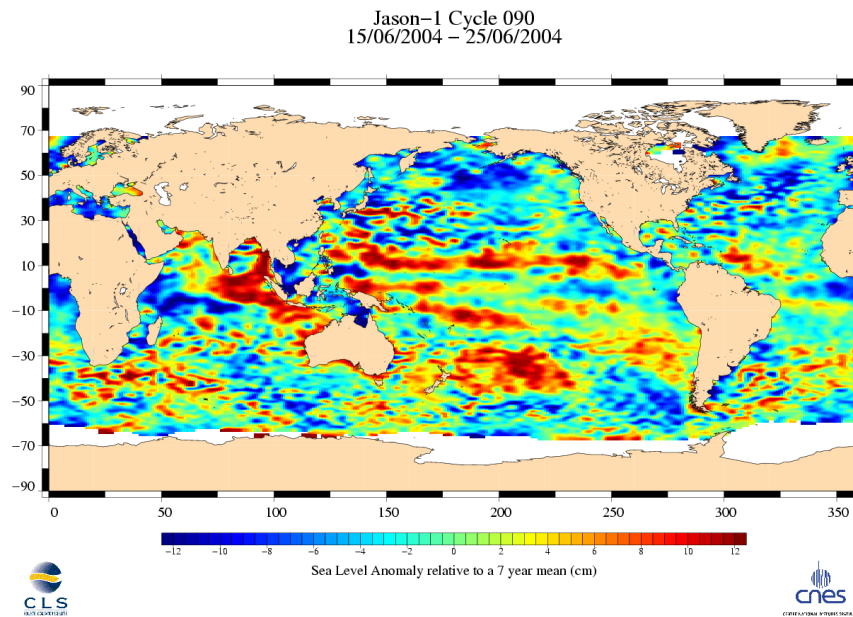 Jason-1 Cycle 090
15/06/2004 - 25/06/2004
90
70
50
30
10
-10
-30
-50
-70
-90
0 50 100 150 200 250 300 350
-12 -10 -8 -6 -4 -2 0 2 4 6 8 10 12
Sea Level Anomaly relative to a 7 year mean (cm)
CLS
cnes